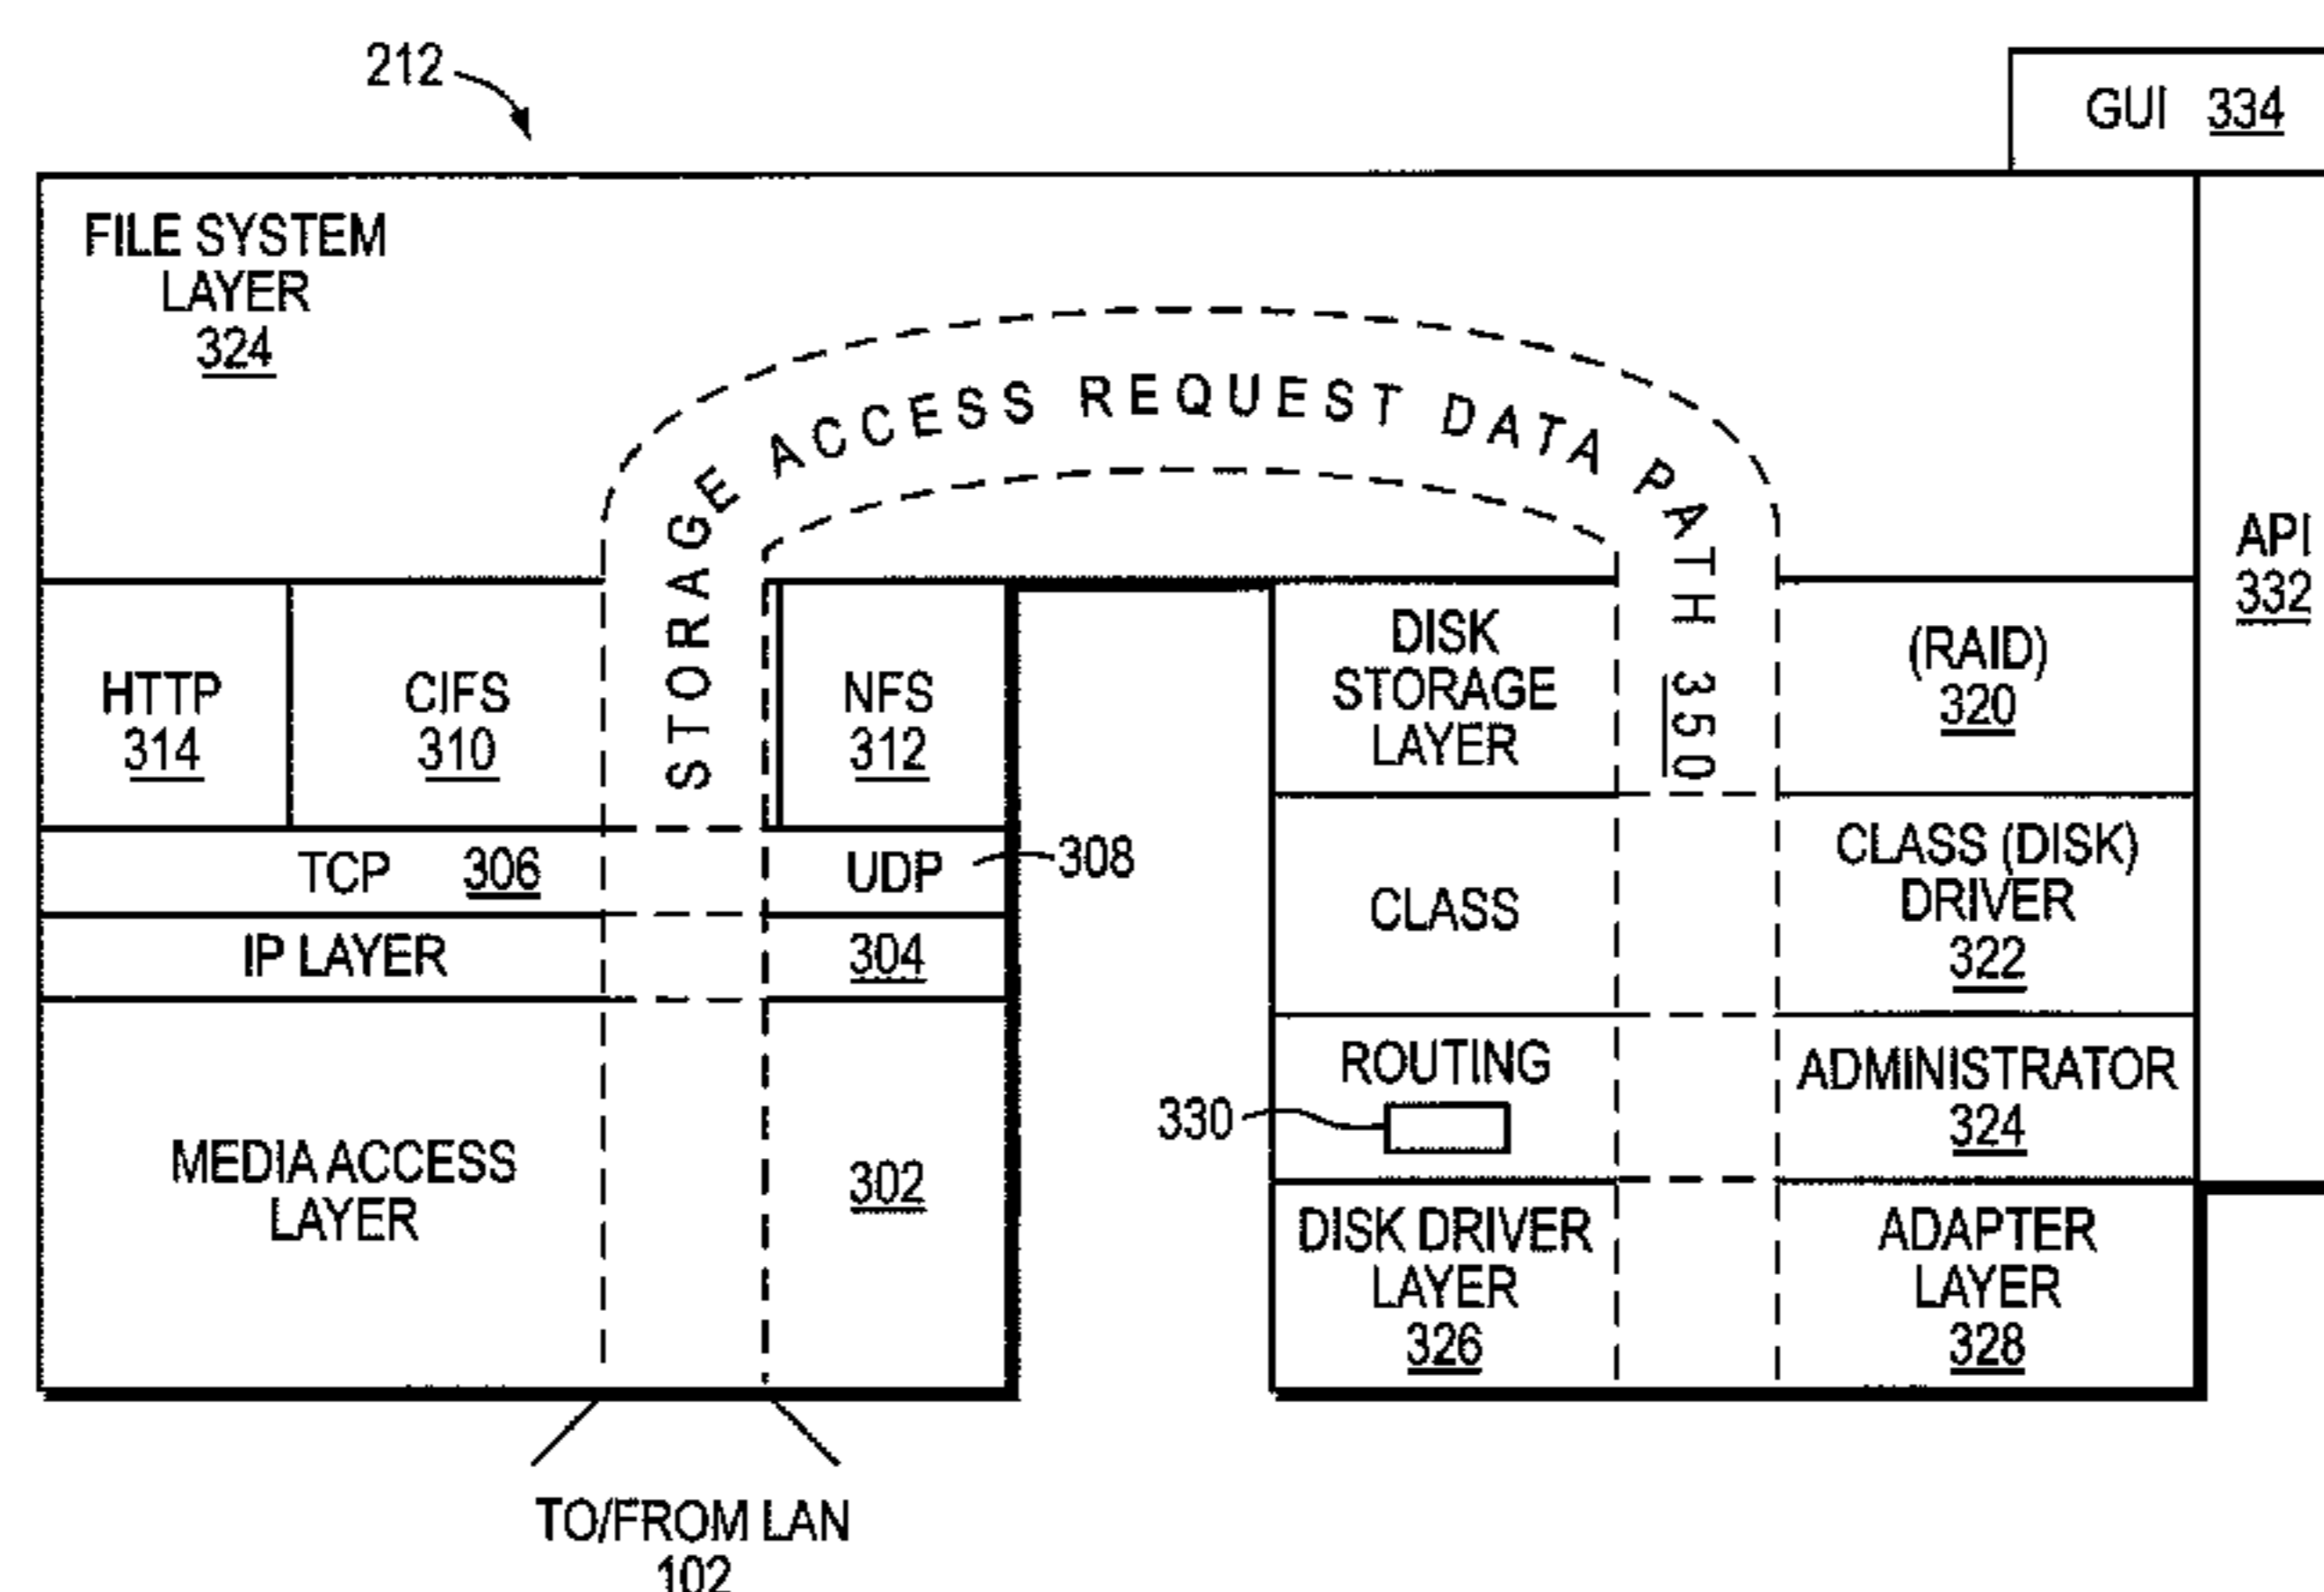 212
GUI 334
FILE SYSTEM
LAYER
324
STORAGE ACCESS REQUEST DATA PATH 350
API
332
HTTP
314
CIFS
310
NFS
312
TCP 306
UDP
308
IP LAYER
304
MEDIA ACCESS
LAYER
302
TO/FROM LAN
102
DISK
STORAGE
LAYER
(RAID)
320
CLASS
CLASS (DISK)
DRIVER
322
ROUTING
330
ADMINISTRATOR
324
DISK DRIVER
LAYER
326
ADAPTER
LAYER
328